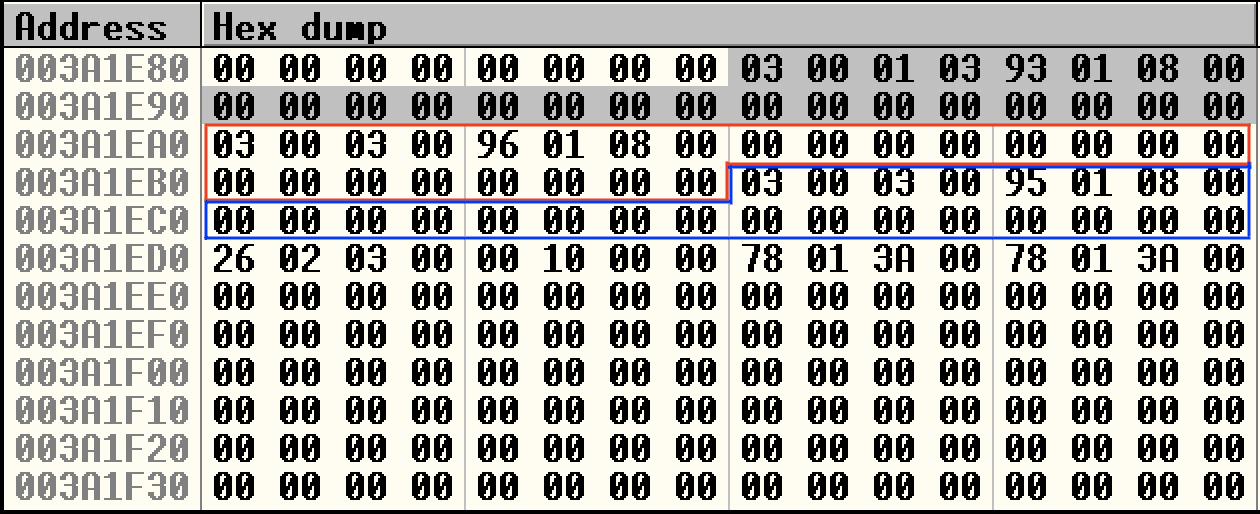 Address Hex dump
003A1E80 00 00 00 00 00 00 00 00 03 00 01 03 93 01 08 00
003A1E90 00 00 00 00 00 00 00 00 00 00 00 00 00 00 00 00
003A1EA0 03 00 03 00 96 01 08 00 00 00 00 00 00 00 00 00
003A1EB0 00 00 00 00 00 00 00 00 03 00 03 00 95 01 08 00
003A1EC0 00 00 00 00 00 00 00 00 00 00 00 00 00 00 00 00
003A1ED0 26 02 03 00 00 10 00 00 78 01 3A 00 78 01 3A 00
003A1EE0 00 00 00 00 00 00 00 00 00 00 00 00 00 00 00 00
003A1EF0 00 00 00 00 00 00 00 00 00 00 00 00 00 00 00 00
003A1F00 00 00 00 00 00 00 00 00 00 00 00 00 00 00 00 00
003A1F10 00 00 00 00 00 00 00 00 00 00 00 00 00 00 00 00
003A1F20 00 00 00 00 00 00 00 00 00 00 00 00 00 00 00 00
003A1F30 00 00 00 00 00 00 00 00 00 00 00 00 00 00 00 00